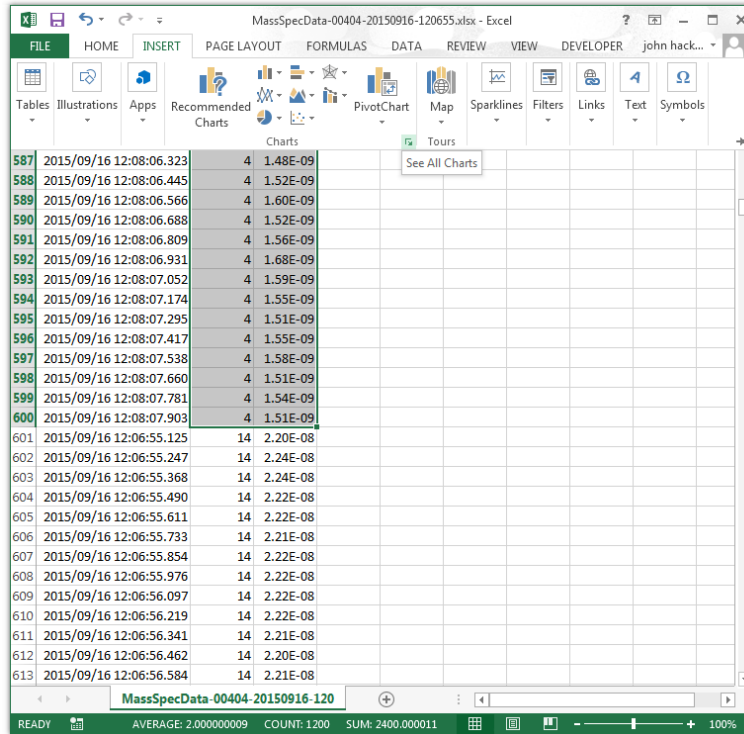 MassSpecData-00404-20150916-120655.xlsx - Excel
FILE HOME INSERT PAGE LAYOUT FORMULAS DATA REVIEW VIEW DEVELOPER john hack...
Tables Illustrations Apps Recommended Charts PivotChart Map Sparklines Filters Links Text Symbols
Charts Tours
See All Charts
587 2015/09/16 12:08:06.323 4 1.48E-09
588 2015/09/16 12:08:06.445 4 1.52E-09
589 2015/09/16 12:08:06.566 4 1.60E-09
590 2015/09/16 12:08:06.688 4 1.52E-09
591 2015/09/16 12:08:06.809 4 1.56E-09
592 2015/09/16 12:08:06.931 4 1.68E-09
593 2015/09/16 12:08:07.052 4 1.59E-09
594 2015/09/16 12:08:07.174 4 1.55E-09
595 2015/09/16 12:08:07.295 4 1.51E-09
596 2015/09/16 12:08:07.417 4 1.55E-09
597 2015/09/16 12:08:07.538 4 1.58E-09
598 2015/09/16 12:08:07.660 4 1.51E-09
599 2015/09/16 12:08:07.781 4 1.54E-09
600 2015/09/16 12:08:07.903 4 1.51E-09
601 2015/09/16 12:06:55.125 14 2.20E-08
602 2015/09/16 12:06:55.247 14 2.24E-08
603 2015/09/16 12:06:55.368 14 2.24E-08
604 2015/09/16 12:06:55.490 14 2.22E-08
605 2015/09/16 12:06:55.611 14 2.22E-08
606 2015/09/16 12:06:55.733 14 2.21E-08
607 2015/09/16 12:06:55.854 14 2.22E-08
608 2015/09/16 12:06:55.976 14 2.22E-08
609 2015/09/16 12:06:56.097 14 2.22E-08
610 2015/09/16 12:06:56.219 14 2.22E-08
611 2015/09/16 12:06:56.341 14 2.21E-08
612 2015/09/16 12:06:56.462 14 2.20E-08
613 2015/09/16 12:06:56.584 14 2.21E-08
MassSpecData-00404-20150916-120
READY AVERAGE: 2.000000009 COUNT: 1200 SUM: 2400.000011 100%